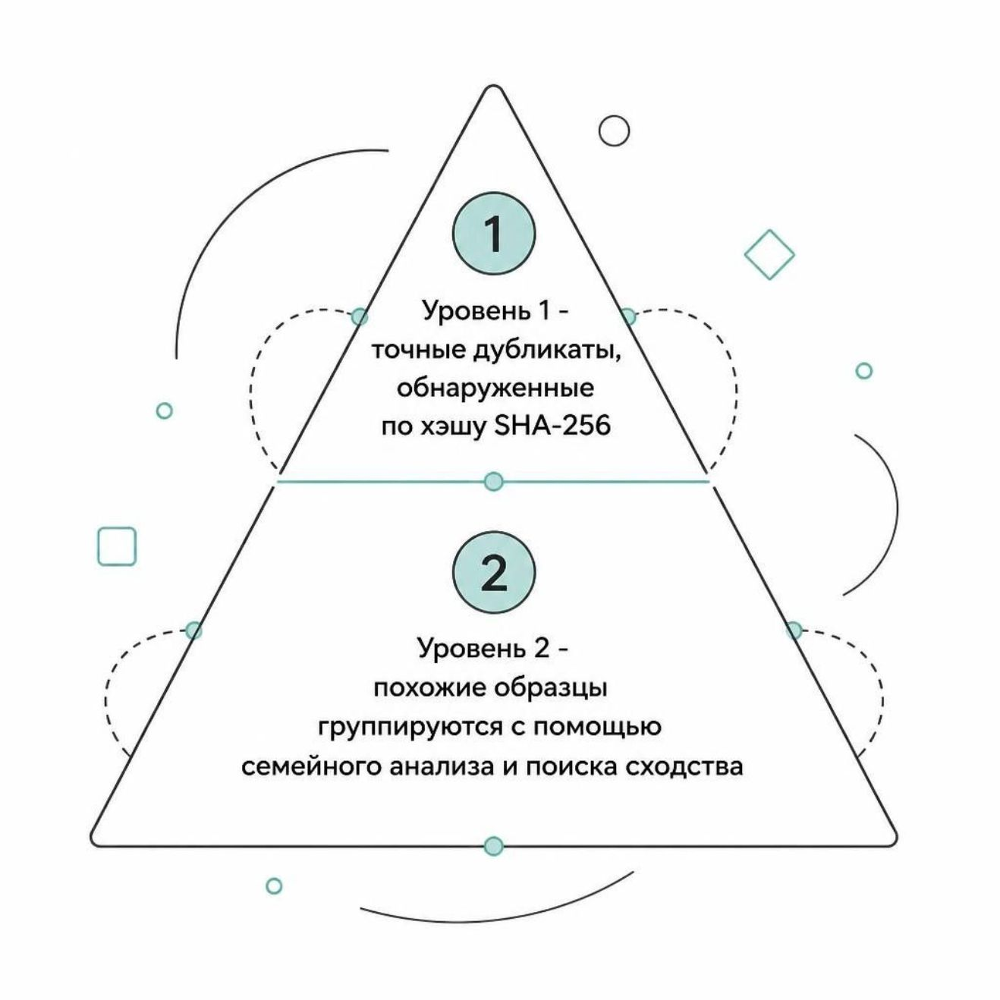 1
Уровень 1 -
точные дубликаты,
обнаруженные
по хэшу SHA-256
2
Уровень 2 -
похожие образцы
группируются с помощью
семейного анализа и поиска сходства